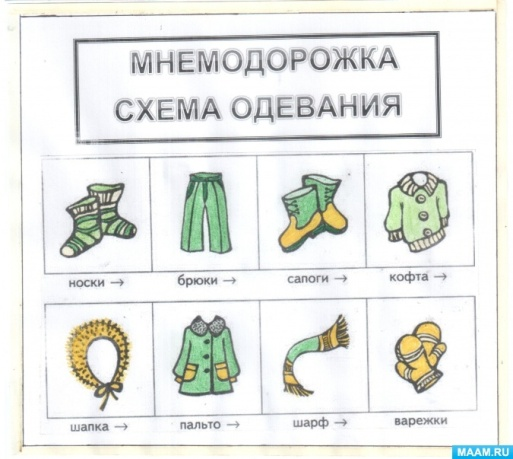 МНЕМОДОРОЖКА
СХЕМА ОДЕВАНИЯ
носки → брюки → сапоги → кофта →
шапка → пальто → шарф → варежки
MAAM.RU